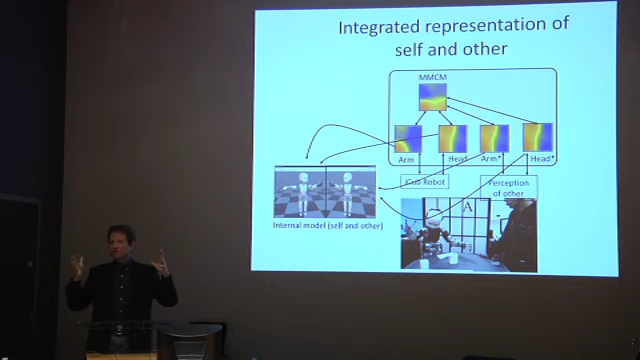 Integrated representation of
self and other
MMCM
Arm Head Arm* Head*
iCub Robot
Perception
of other
Internal model (self and other)
A